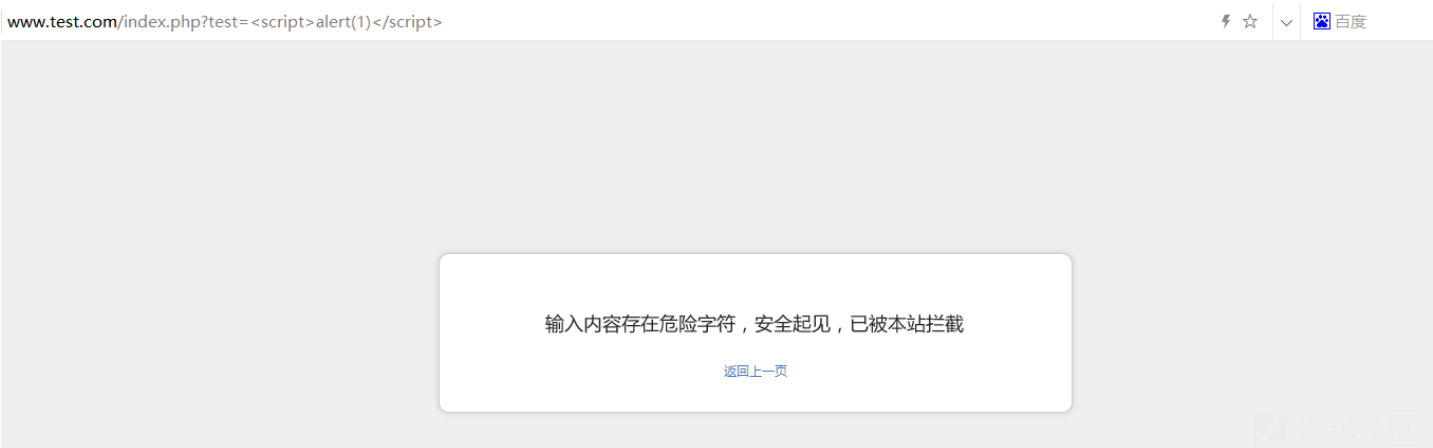 www.test.com/index.php?test=<script>alert(1)</script>
百度
输入内容存在危险字符，安全起见，已被本站拦截
返回上一页